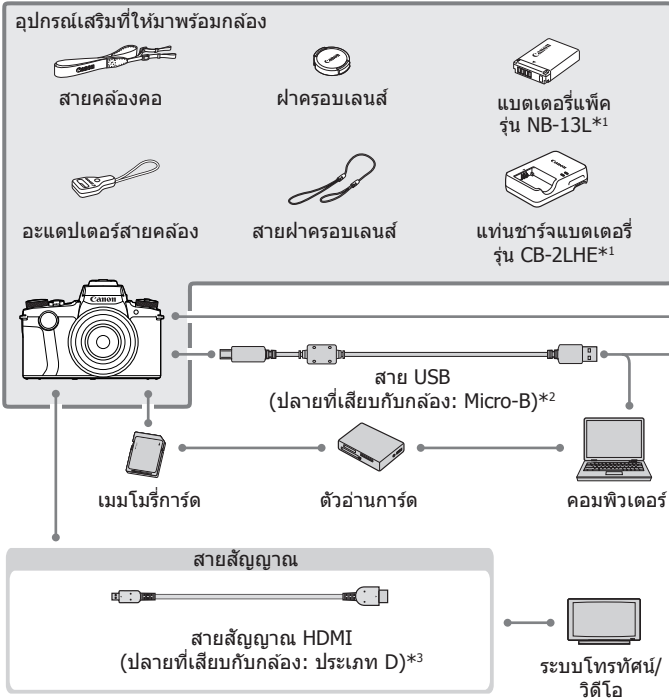 อุปกรณ์เสริมที่ให้มาพร้อมกล้อง
Canon
Canon
Canon
สายคล้องคอ
ฝาครอบเลนส์
แบตเตอรี่แพ็ค
รุ่น NB-13L*1
Canon
อะแดปเตอร์สายคล้อง
สายฝาครอบเลนส์
แท่นชาร์จแบตเตอรี่
รุ่น CB-2LHE*1
Canon
สาย USB
(ปลายที่เสียบกับกล้อง: Micro-B)*2
เมมโมรี่การ์ด
ตัวอ่านการ์ด
คอมพิวเตอร์
สายสัญญาณ
สายสัญญาณ HDMI
(ปลายที่เสียบกับกล้อง: ประเภท D)*3
ระบบโทรทัศน์/
วิดีโอ